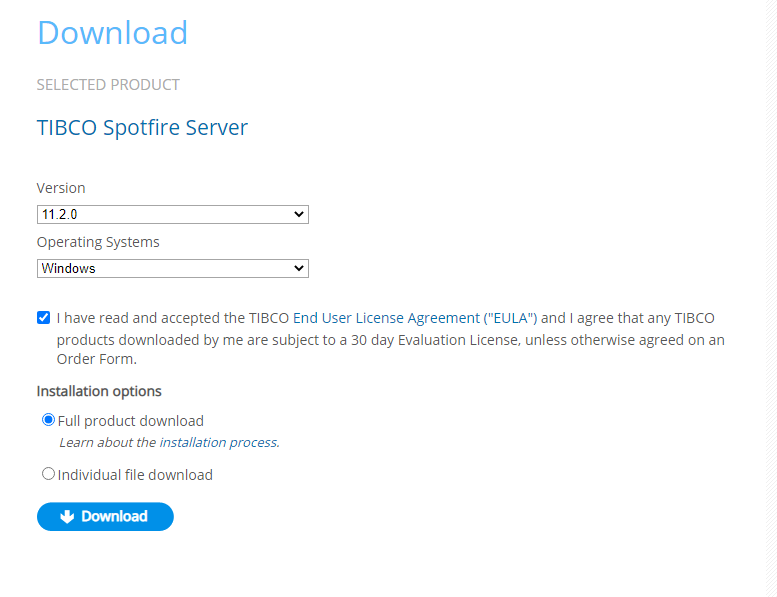 Download
SELECTED PRODUCT
TIBCO Spotfire Server
Version
11.2.0
Operating Systems
Windows
I have read and accepted the TIBCO End User License Agreement ("EULA") and I agree that any TIBCO
products downloaded by me are subject to a 30 day Evaluation License, unless otherwise agreed on an
Order Form.
Installation options
Full product download
Learn about the installation process.
Individual file download
Download